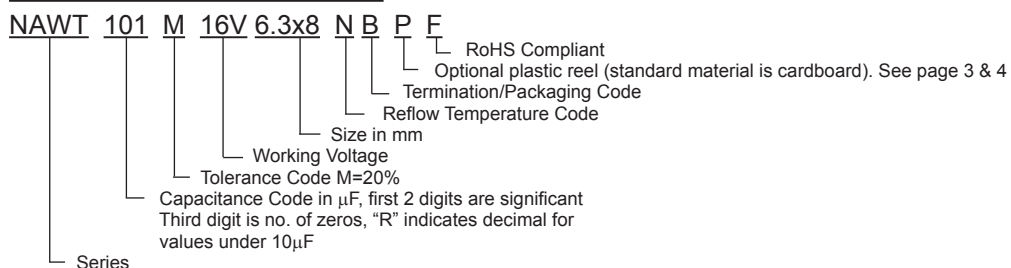 NAWT 101 M 16V 6.3x8 N B P F
RoHS Compliant
Optional plastic reel (standard material is cardboard). See page 3 & 4
Termination/Packaging Code
Reflow Temperature Code
Size in mm
Working Voltage
Tolerance Code M=20%
Capacitance Code in μF, first 2 digits are significant
Third digit is no. of zeros, “R” indicates decimal for
values under 10μF
Series